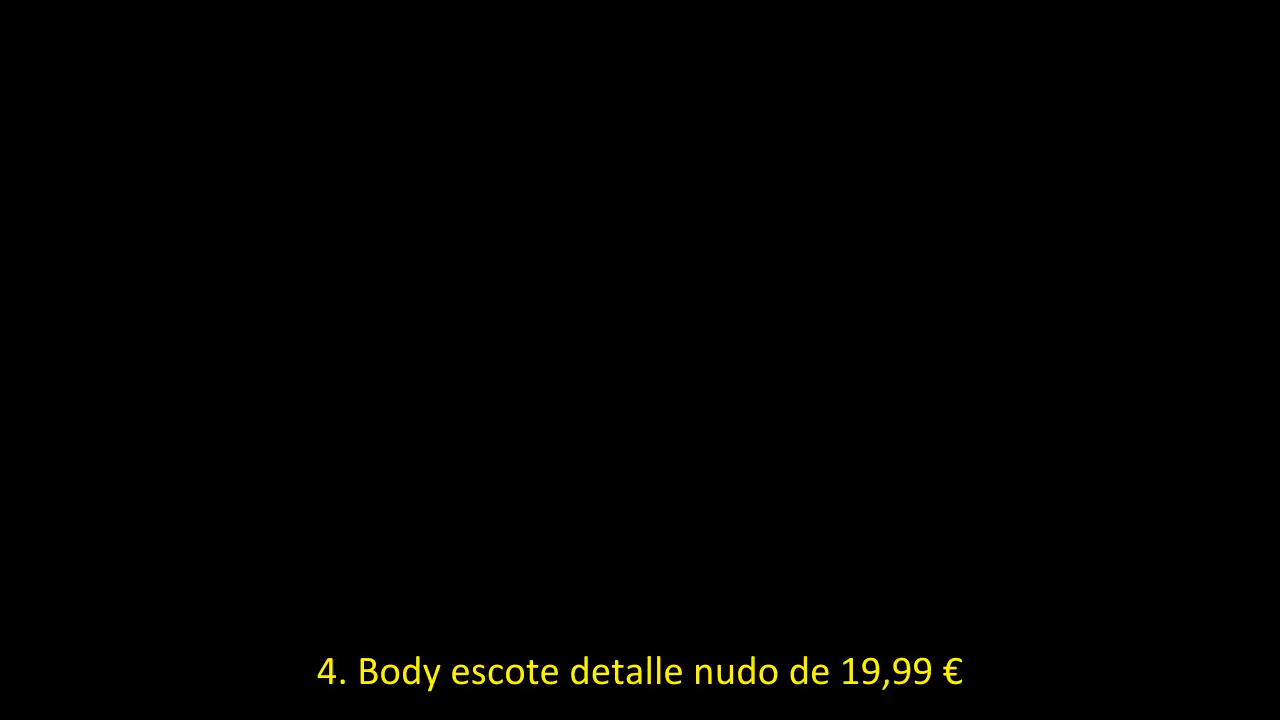 4. Body escote detalle nudo de 19,99 €